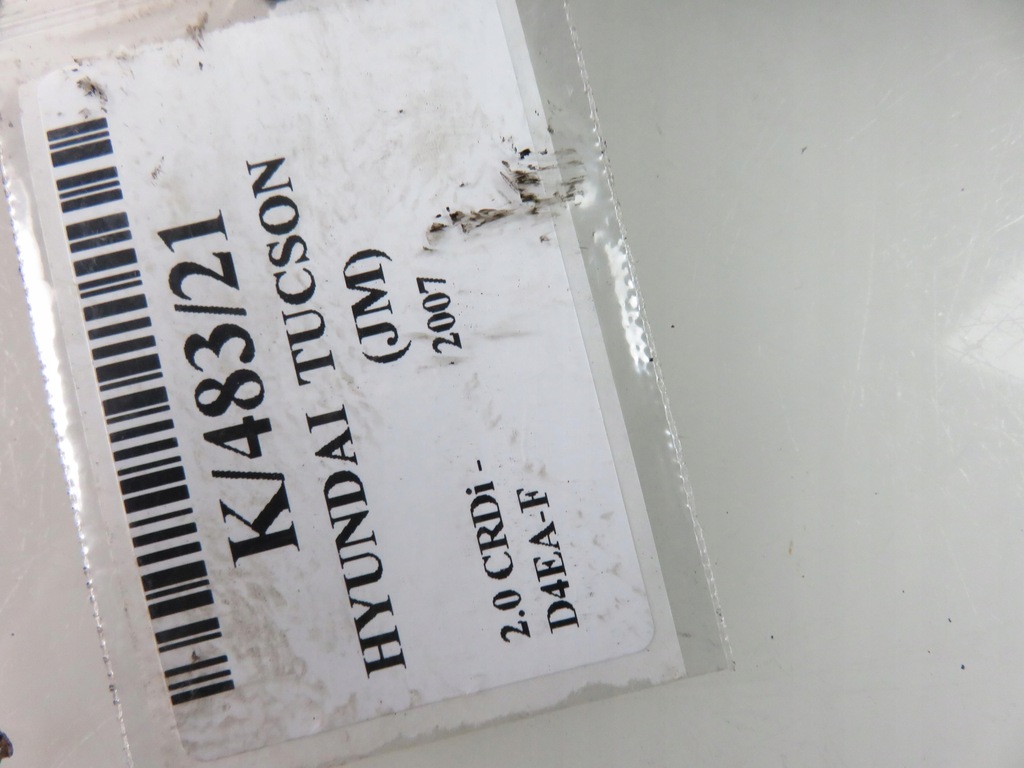 K/483/21
HYUNDAI TUCSON
(JM)
2007
2.0 CRDi -
D4EA-F